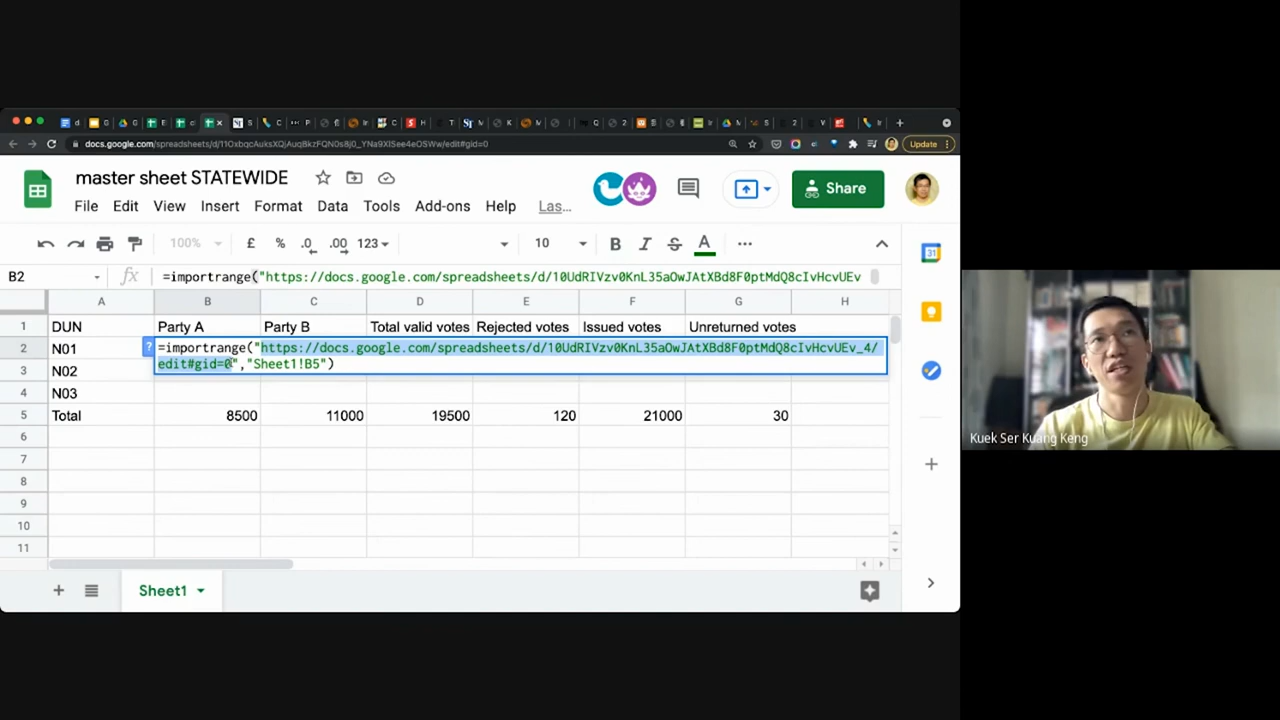 Update
docs.google.com/spreadsheets/d/11OxbqcAuksXQjAuqBkzFQN0s8j0_YNa9XISee4eOSWw/edit#gid=0
master sheet STATEWIDE
Share
File Edit View Insert Format Data Tools Add-ons Help Las...
100% £ % .0 .00 123 10 B I S A
B2 fx =importrange("https://docs.google.com/spreadsheets/d/10UdRIVzv0KnL35aOwJAtXBd8F0ptMdQ8cIvHcvUEv
A B C D E F G H
1 DUN Party A Party B Total valid votes Rejected votes Issued votes Unreturned votes
2 N01 =importrange("https://docs.google.com/spreadsheets/d/10UdRIVzv0KnL35aOwJAtXBd8F0ptMdQ8cIvHcvUEv_4/
edit#gid=0","Sheet1!B5")
3 N02
4 N03
5 Total 8500 11000 19500 120 21000 30
6
7
8
9
10
11
Sheet1
31
Kuek Ser Kuang Keng